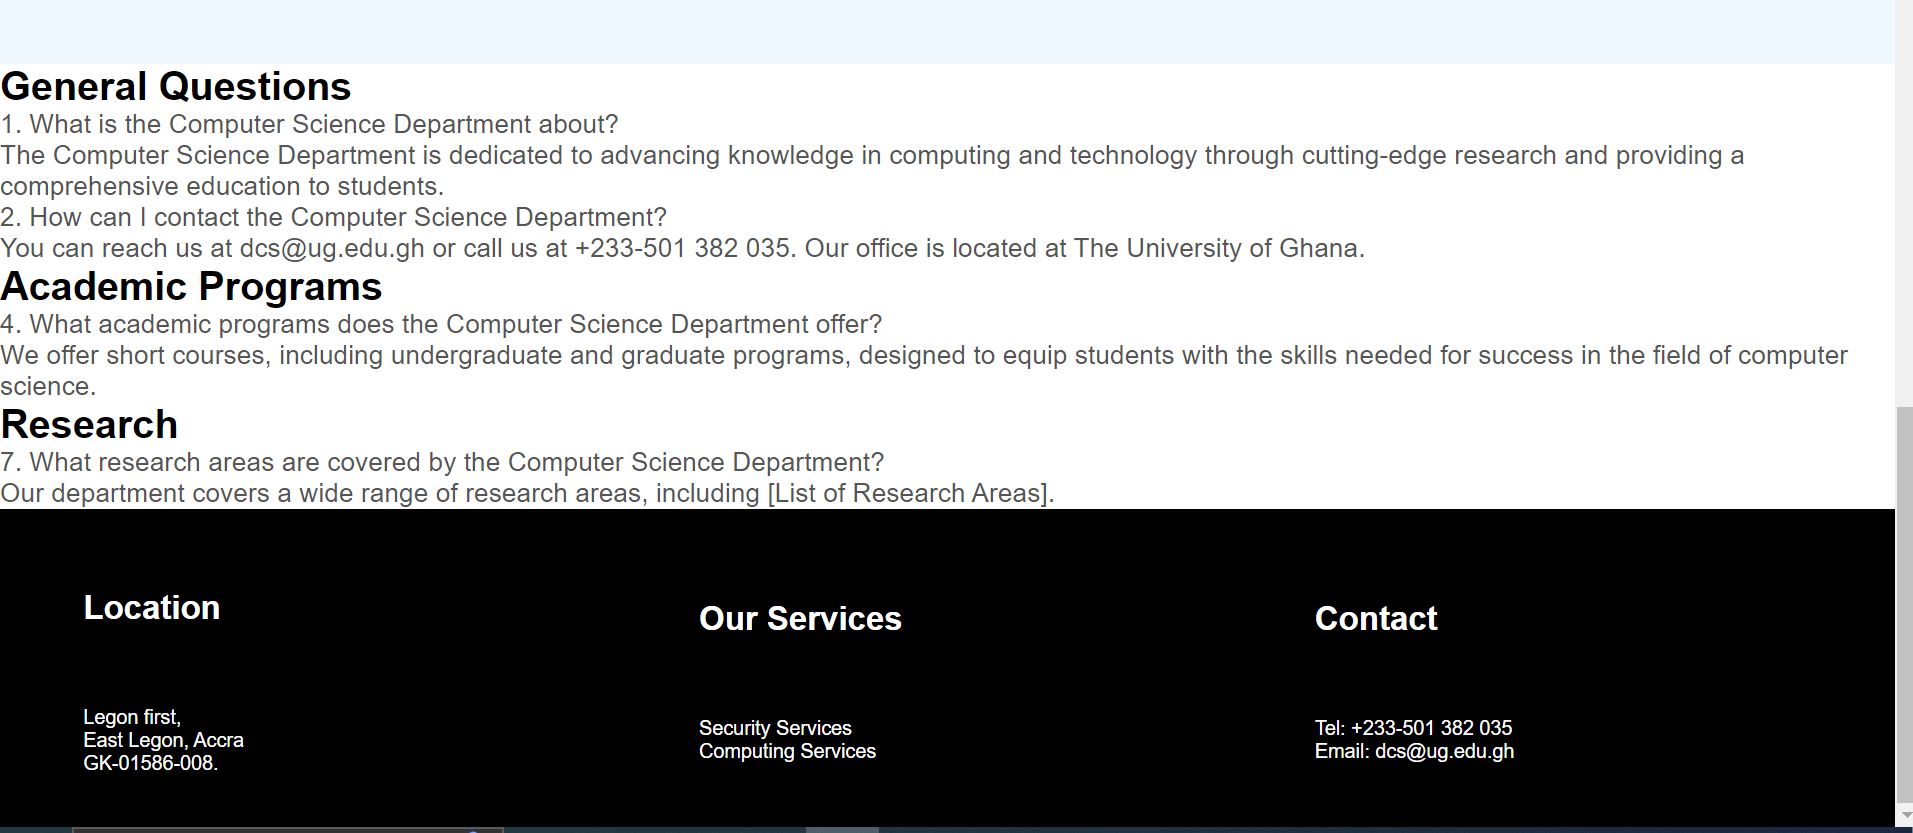 General Questions
1. What is the Computer Science Department about?
The Computer Science Department is dedicated to advancing knowledge in computing and technology through cutting-edge research and providing a
comprehensive education to students.
2. How can I contact the Computer Science Department?
You can reach us at dcs@ug.edu.gh or call us at +233-501 382 035. Our office is located at The University of Ghana.
Academic Programs
4. What academic programs does the Computer Science Department offer?
We offer short courses, including undergraduate and graduate programs, designed to equip students with the skills needed for success in the field of computer
science.
Research
7. What research areas are covered by the Computer Science Department?
Our department covers a wide range of research areas, including [List of Research Areas].
Location
Legon first,
East Legon, Accra
GK-01586-008.
Our Services
Security Services
Computing Services
Contact
Tel: +233-501 382 035
Email: dcs@ug.edu.gh